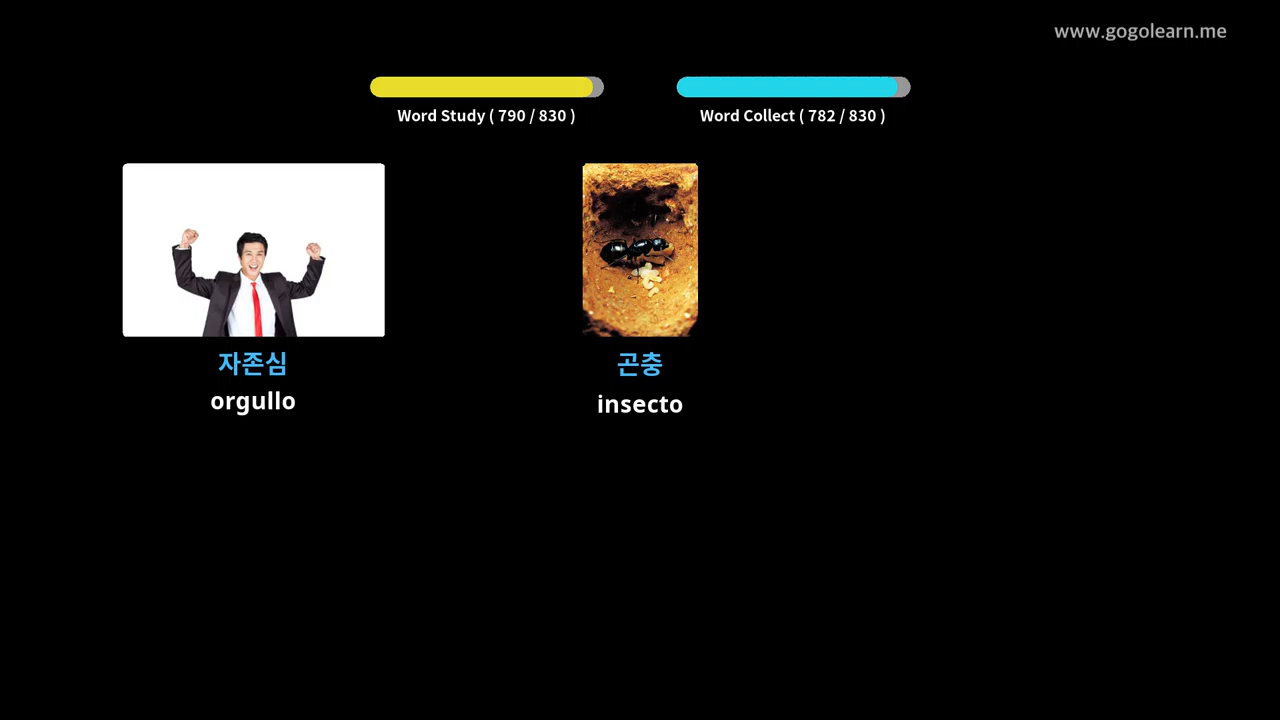 www.gogolearn.me
Word Study ( 790 / 830 )
Word Collect ( 782 / 830 )
자존심
orgullo
곤충
insecto